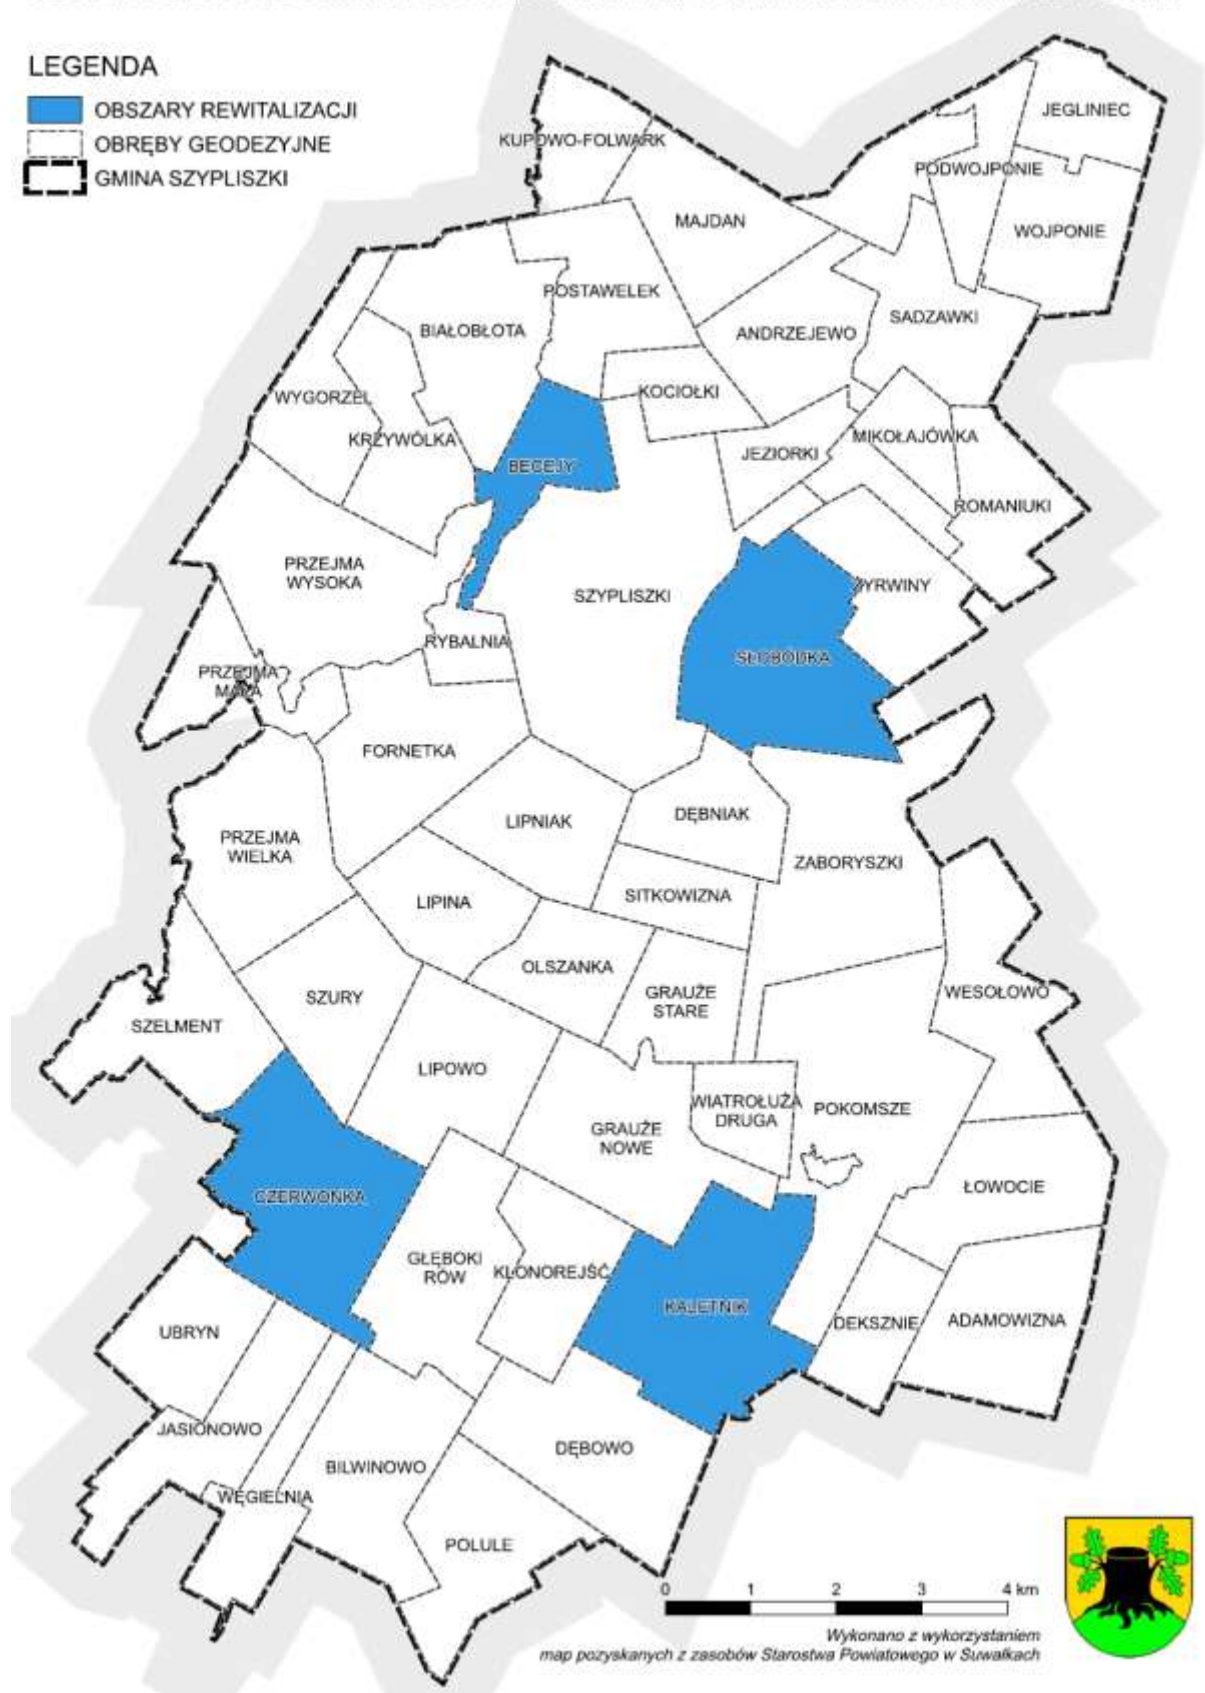 LEGENDA
OBSZARY REWITALIZACJI
OBRĘBY GEODEZYJNE
GMINA SZYPLISZKI
JEGLINIEC
KUPOWO-FOLWARK
PODWOJPONIE
MAJDAN
WOJPONIE
POSTAWELEK
SADZAWKI
BIAŁOBŁOTA
ANDRZEJEWO
KOCIOŁKI
WYGORZEL
KRZYWÓLKA
MIKOŁAJÓWKA
JEZIORKI
BECEJŁY
ROMANIUKI
PRZEJMA
WYSOKA
ŻYRWINY
SZYPLISZKI
RYBALNIA
SŁOBÓDKA
PRZEJMA
MAŁA
FORNETKA
LIPNIAK
DĘBNIAK
PRZEJMA
WIELKA
ZABORYSZKI
SITKOWIZNA
LIPINA
OLSZANKA
GRAUŻE
STARE
WESOŁOWO
SZURY
SZELMENT
LIPOWO
WIATROŁUŻA
DRUGA
POKOMSZE
GRAUŻE
NOWE
ŁOWOCIE
CZERWONKA
GŁĘBOKI
RÓW
KLONOREJŚĆ
KALETNIK
UBRYN
DEKSZNIE
ADAMOWIZNA
JASIONOWO
DĘBOWO
BILWINOWO
WĘGIELNIA
POLULE
0 1 2 3 4 km
Wykonano z wykorzystaniem
map pozyskanych z zasobów Starostwa Powiatowego w Suwałkach